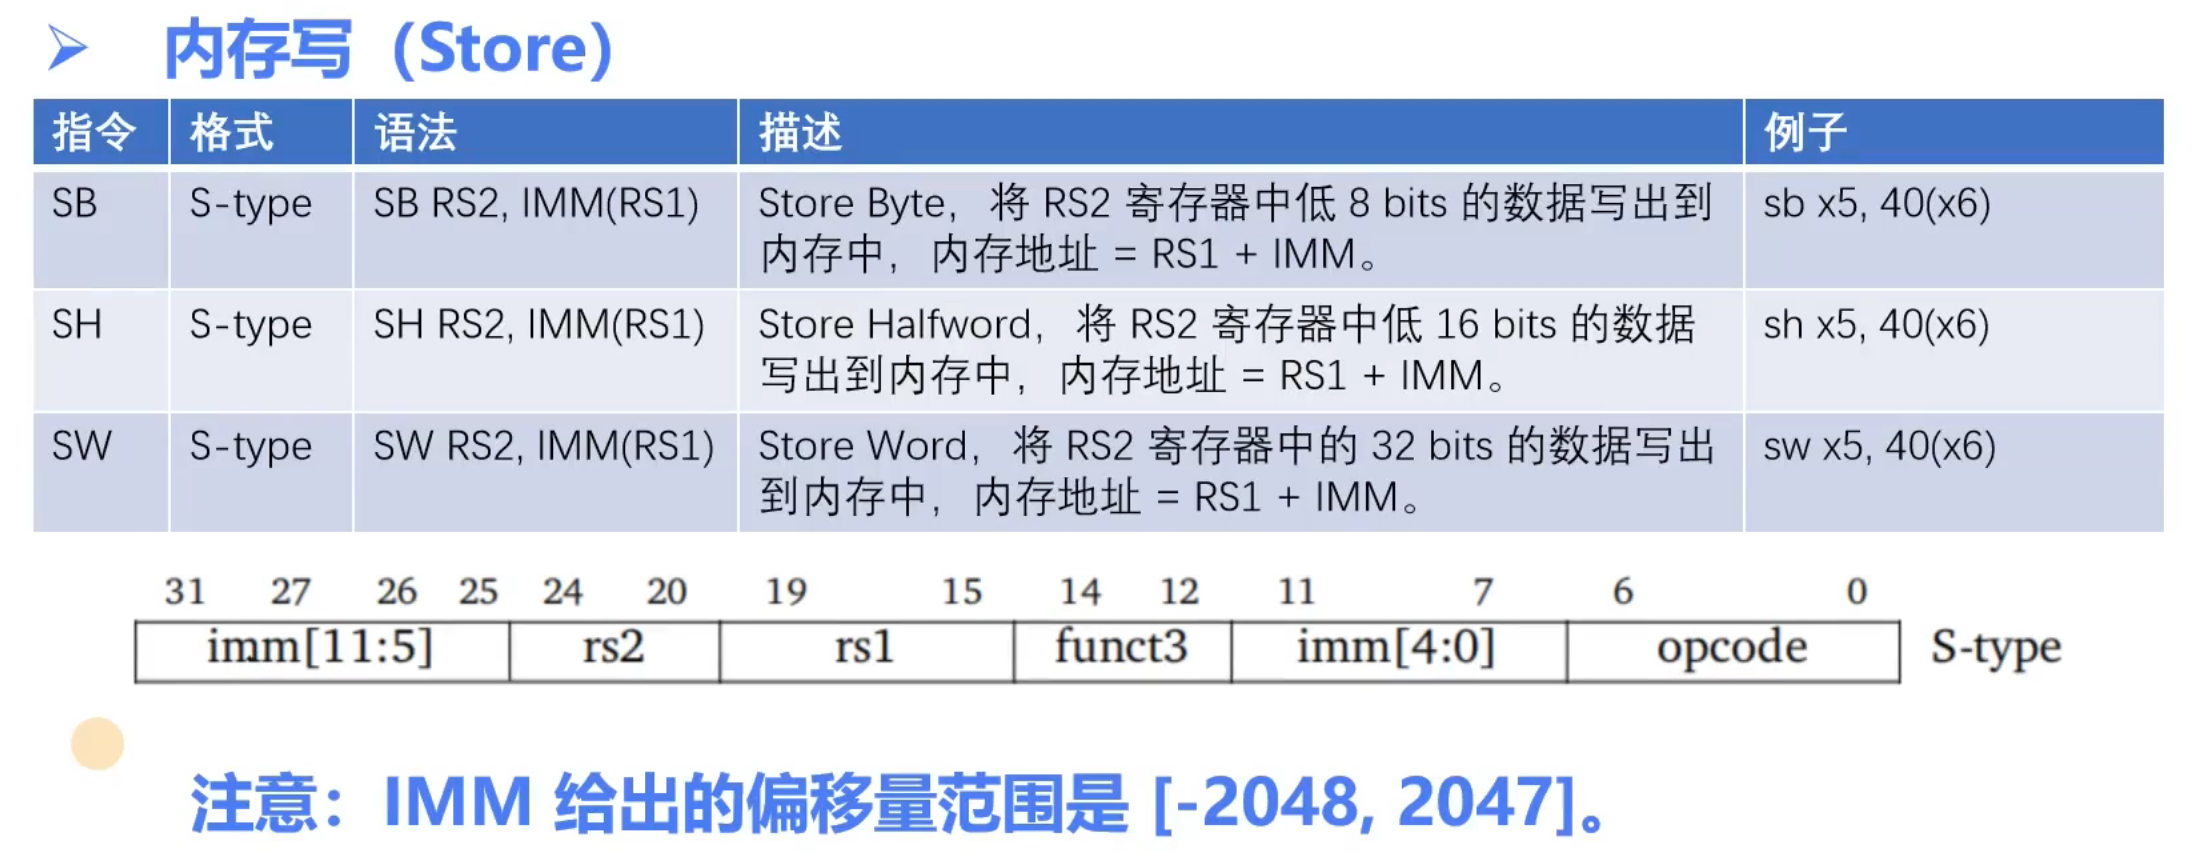 内存写（Store）
指令 格式 语法 描述 例子
SB S-type SB RS2, IMM(RS1) Store Byte，将 RS2 寄存器中低 8 bits 的数据写出到 sb x5, 40(x6)
内存中，内存地址 = RS1 + IMM。
SH S-type SH RS2, IMM(RS1) Store Halfword，将 RS2 寄存器中低 16 bits 的数据 sh x5, 40(x6)
写出到内存中，内存地址 = RS1 + IMM。
SW S-type SW RS2, IMM(RS1) Store Word，将 RS2 寄存器中的 32 bits 的数据写出 sw x5, 40(x6)
到内存中，内存地址 = RS1 + IMM。
31 27 26 25 24 20 19 15 14 12 11 7 6 0
imm[11:5] rs2 rs1 funct3 imm[4:0] opcode S-type
注意：IMM 给出的偏移量范围是 [-2048, 2047]。